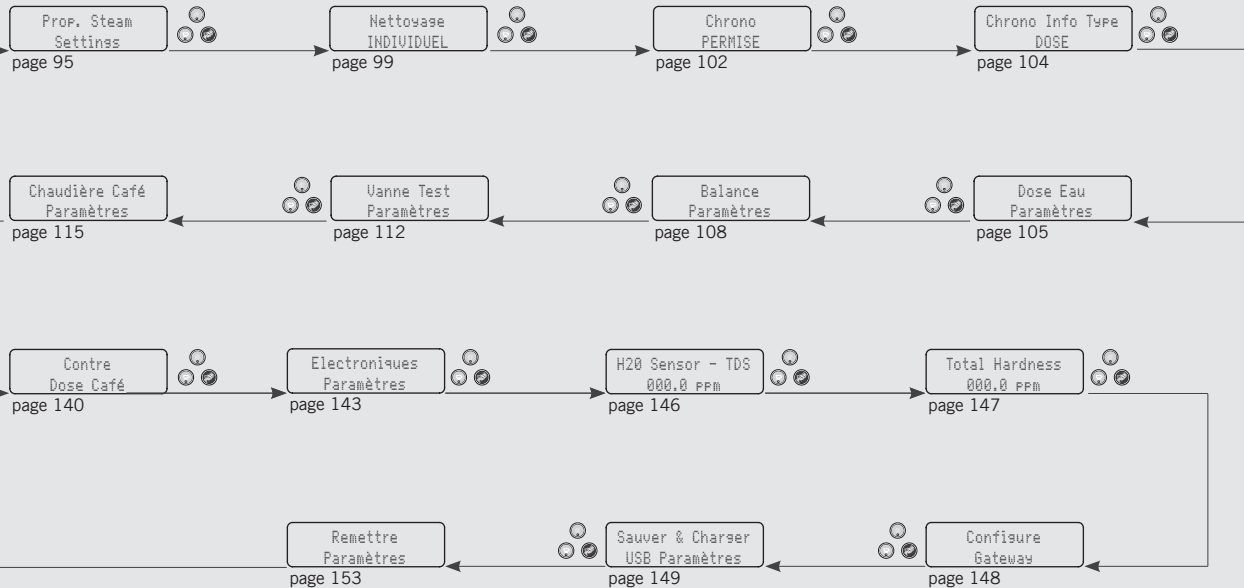 Prop. Steam
Settings
page 95
Nettoyage
INDIVIDUEL
page 99
Chrono
PERMISE
page 102
Chrono Info Type
DOSE
page 104
Chaudière Café
Paramètres
page 115
Vanne Test
Paramètres
page 112
Balance
Paramètres
page 108
Dose Eau
Paramètres
page 105
Contre
Dose Café
page 140
Electroniques
Paramètres
page 143
H20 Sensor - TDS
000.0 ppm
page 146
Total Hardness
000.0 ppm
page 147
Remettre
Paramètres
page 153
Sauver & Charger
USB Paramètres
page 149
Configure
Gateway
page 148